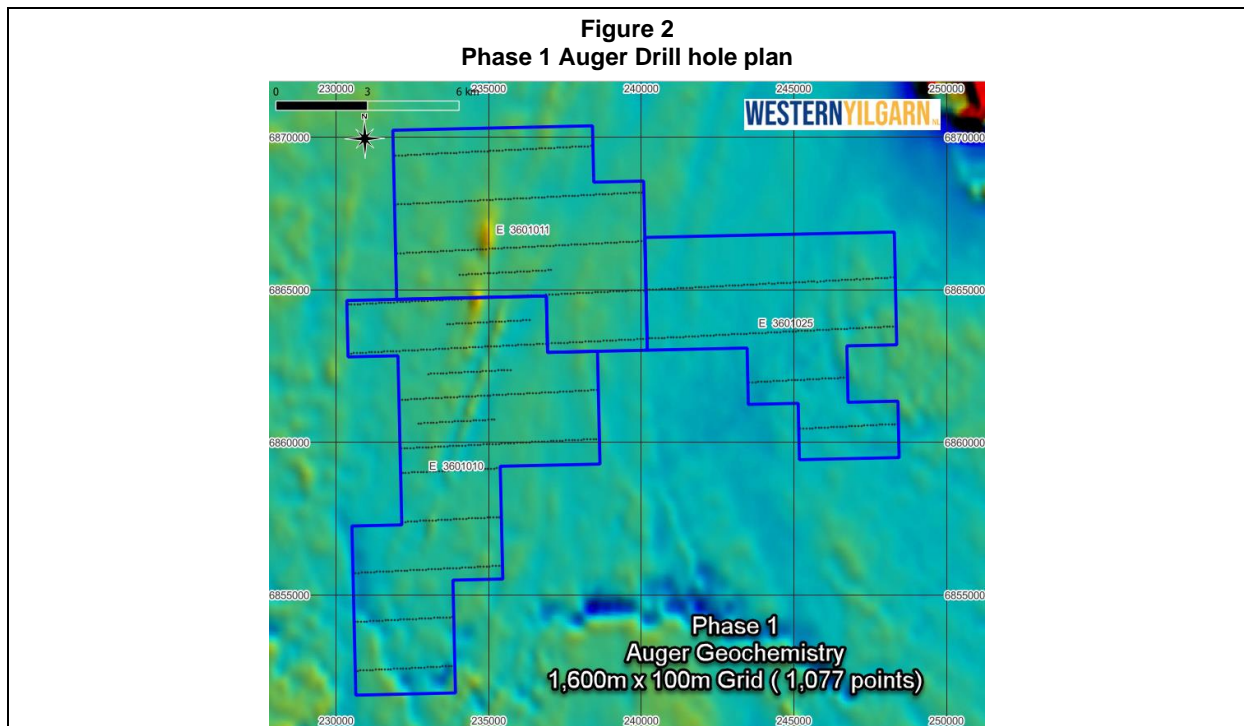 Figure 2
Phase 1 Auger Drill hole plan
230000 235000 240000 245000 250000
0 3 6 km
WESTERNYILGARN NL
N
6870000 6870000
E 3601011
6865000 6865000
E 3601025
6860000 6860000
E 3601010
6855000 6855000
Phase 1
Auger Geochemistry
1,600m x 100m Grid ( 1,077 points)
230000 235000 240000 245000 250000